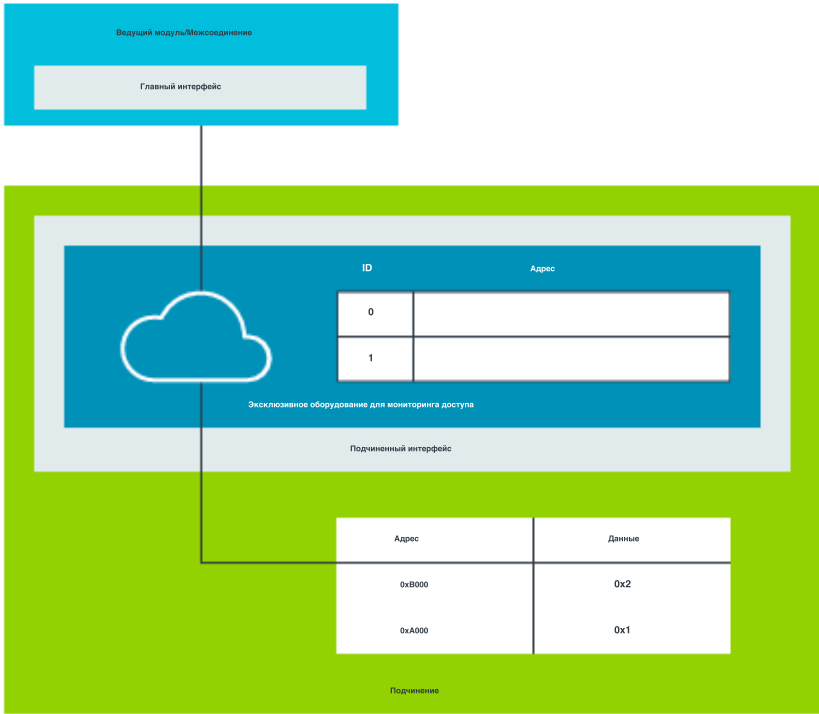 Ведущий модуль/Межсоединение
Главный интерфейс
ID Адрес
0
1
Эксклюзивное оборудование для мониторинга доступа
Подчиненный интерфейс
Адрес Данные
0xB000 0x2
0xA000 0x1
Подчинение